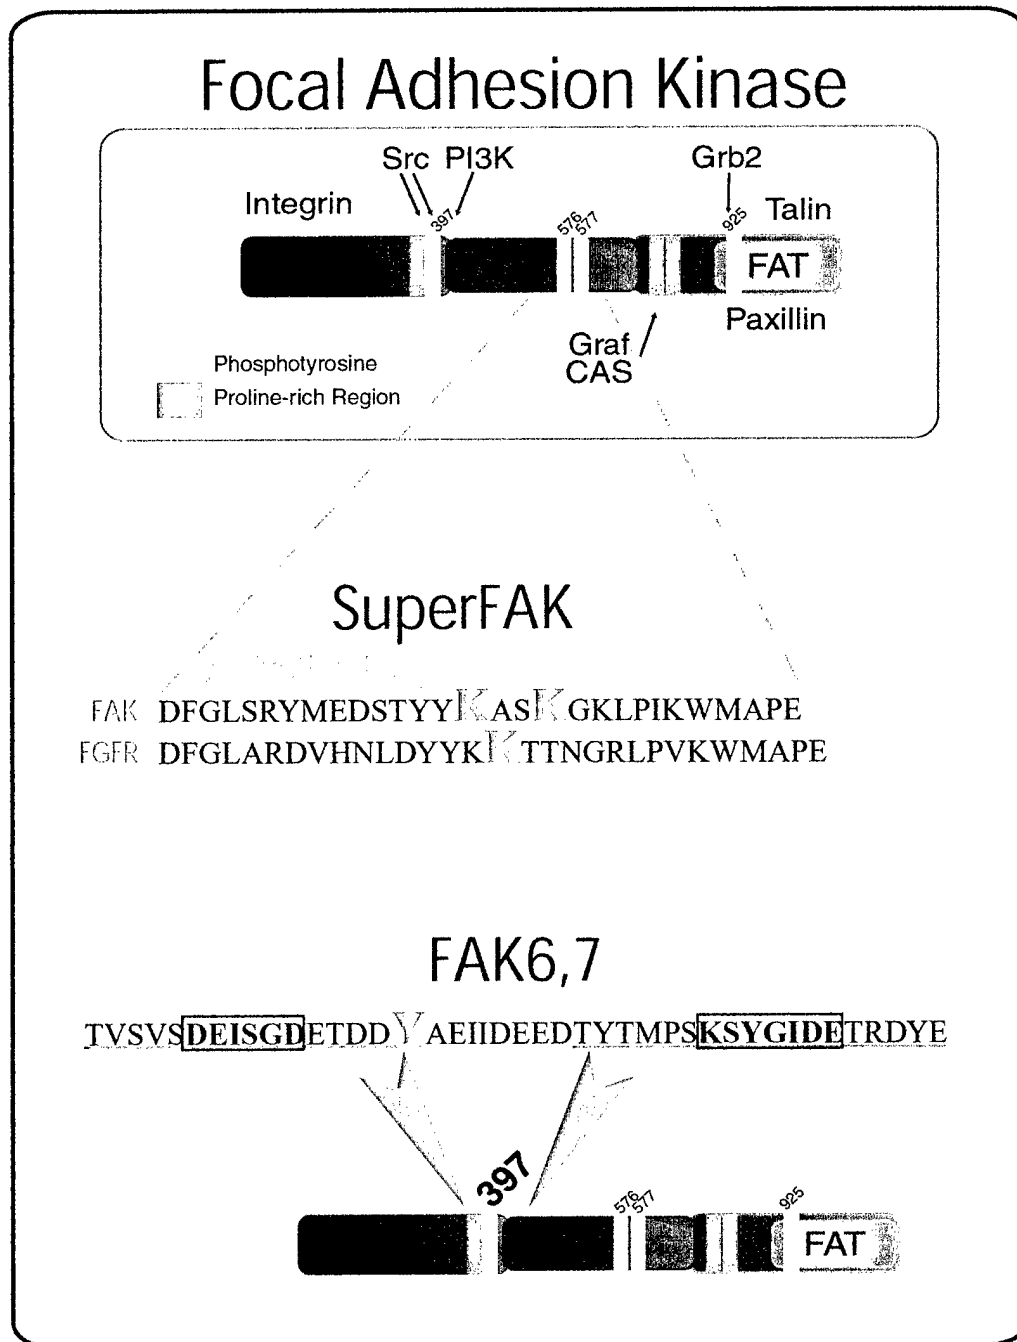 Focal Adhesion Kinase
Src PI3K Grb2
Integrin 397 576 577 925 Talin
FAT
Paxillin
Graf
CAS
Phosphotyrosine
Proline-rich Region
SuperFAK
FAK DFGLSRYMEDSTYYKASKGKLPIKWMAPE
FGFR DFGLARDVHNLDYYKKTTNGRLPVKWMAPE
FAK6,7
TVSVSDEISGDETDDYAEIIDEEDTYTMPSKSYGIDETRDYE
397 576 577 925
FAT